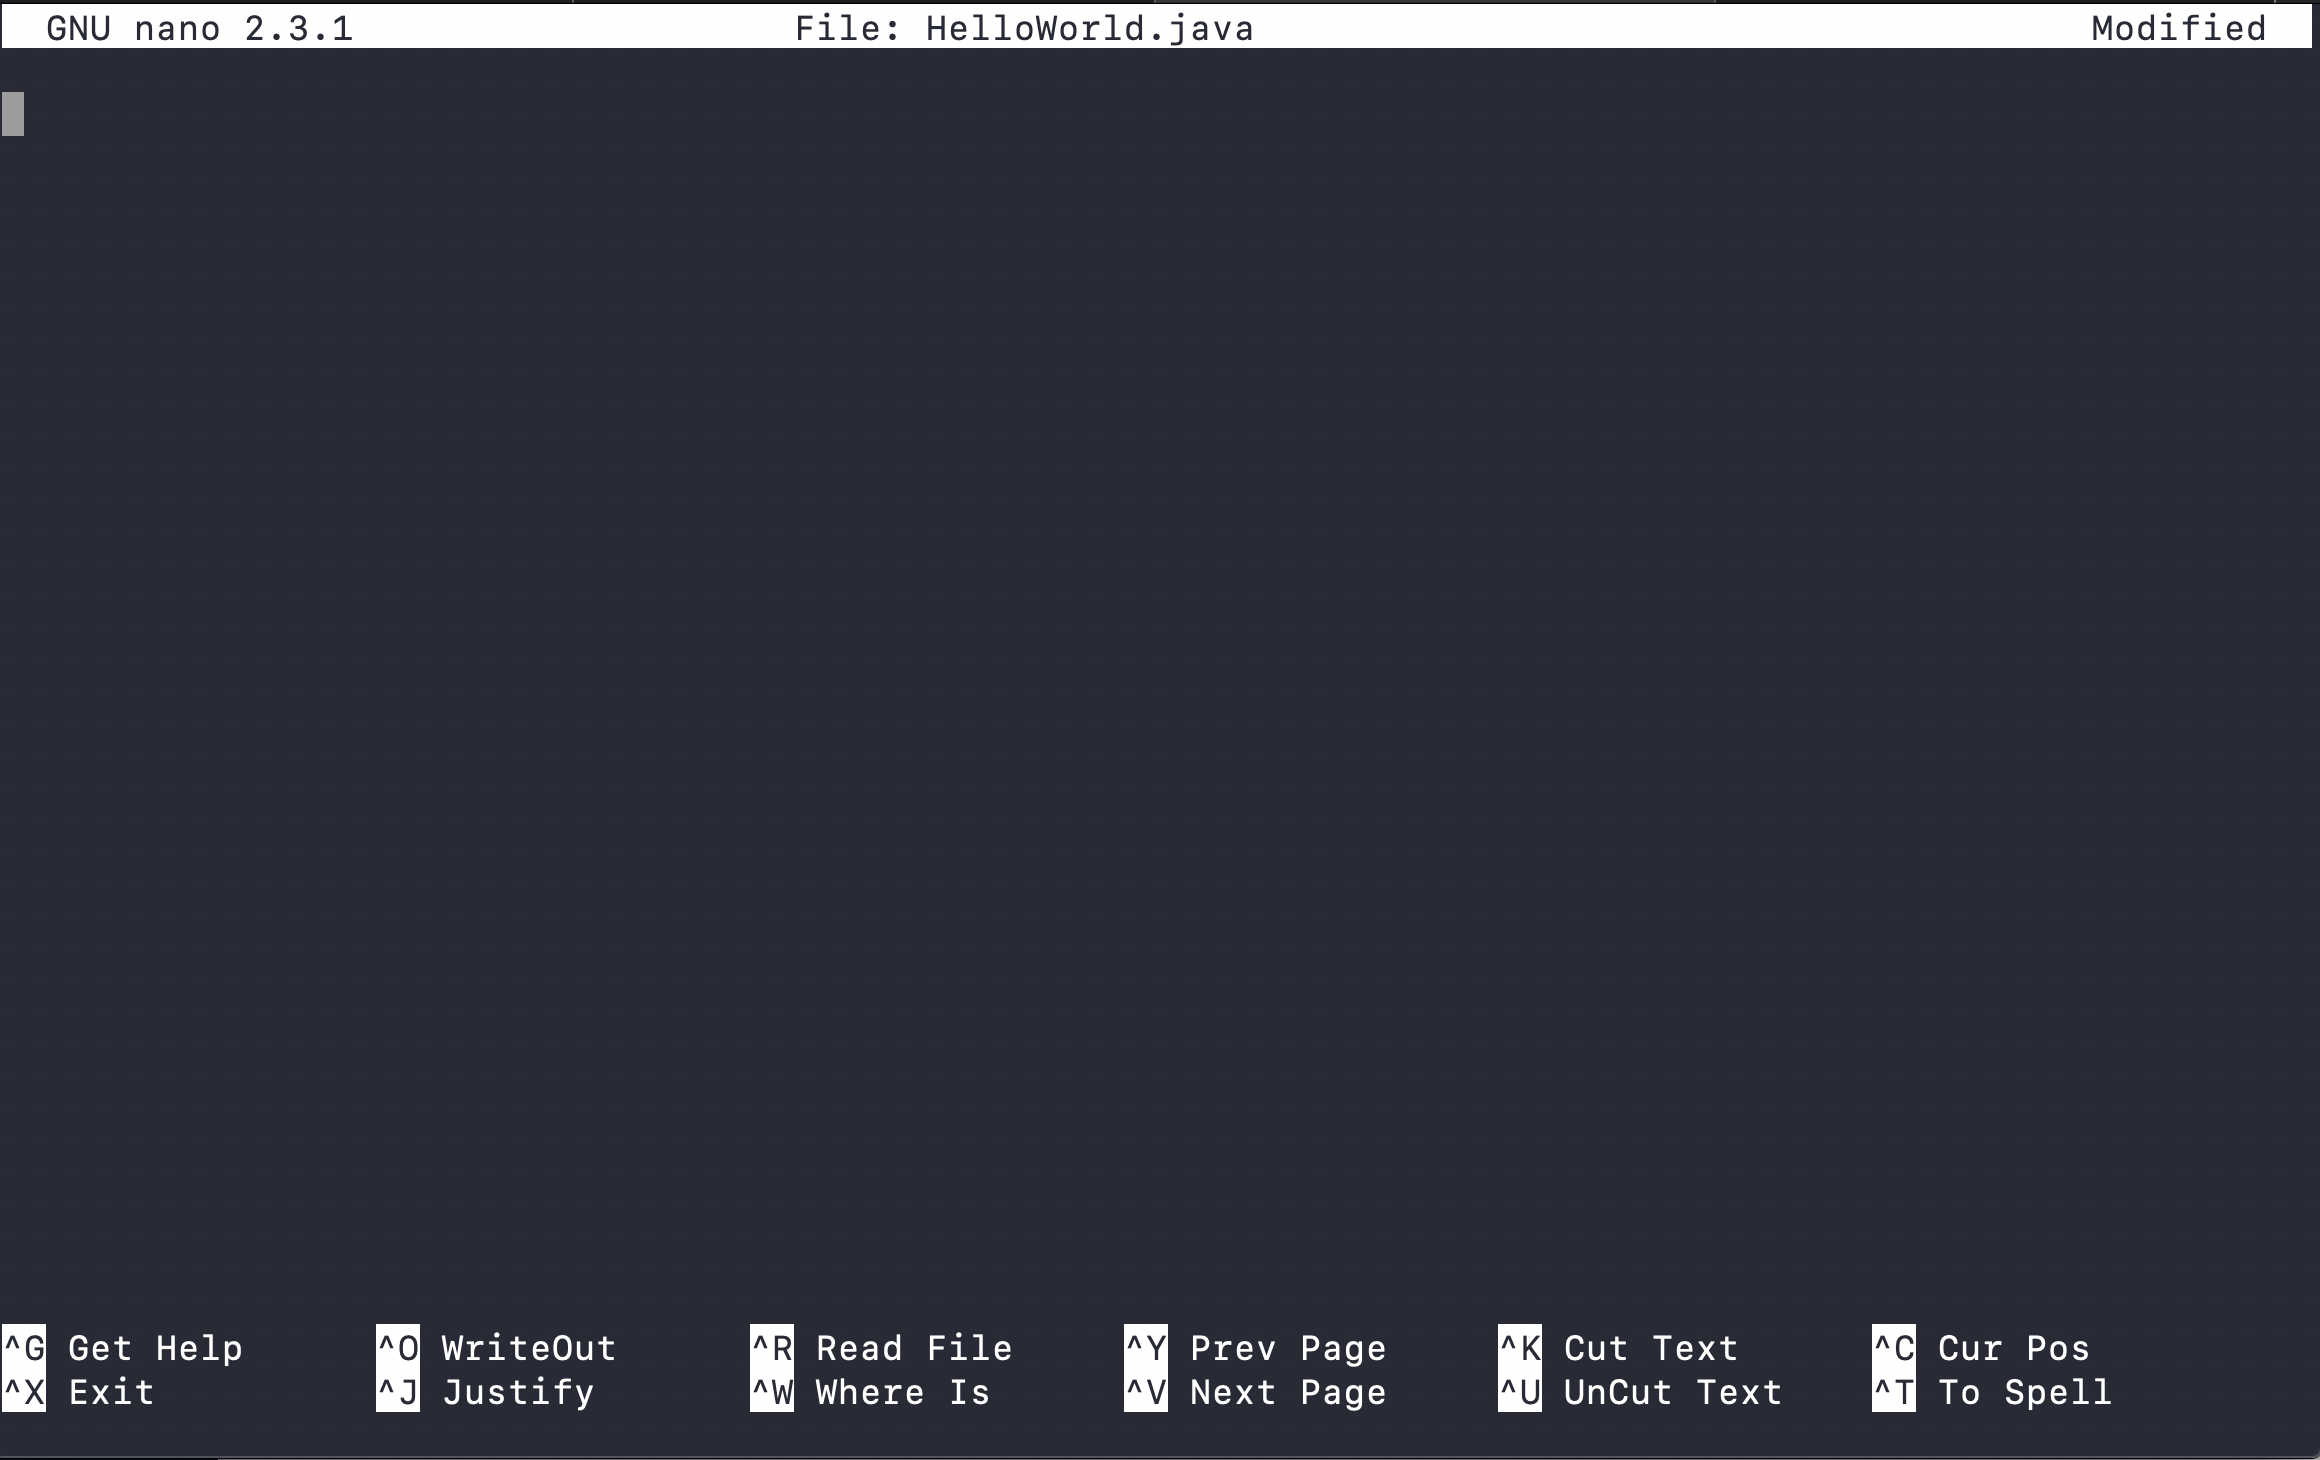 GNU nano 2.3.1 File: HelloWorld.java Modified
^G Get Help ^O WriteOut ^R Read File ^Y Prev Page ^K Cut Text ^C Cur Pos
^X Exit ^J Justify ^W Where Is ^V Next Page ^U UnCut Text ^T To Spell